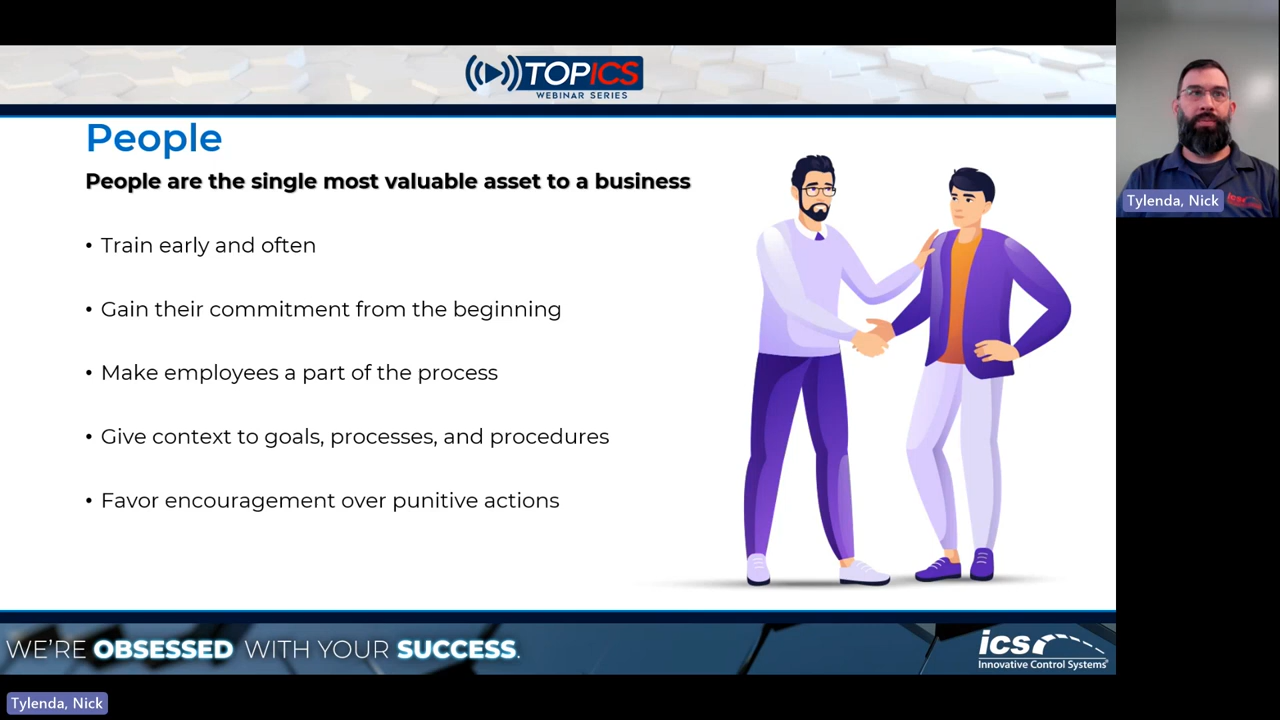 TOPICS
WEBINAR SERIES
People
People are the single most valuable asset to a business
• Train early and often
• Gain their commitment from the beginning
• Make employees a part of the process
• Give context to goals, processes, and procedures
• Favor encouragement over punitive actions
WE'RE OBSESSED WITH YOUR SUCCESS.
ics
Innovative Control Systems
Tylenda, Nick
ics
Tylenda, Nick